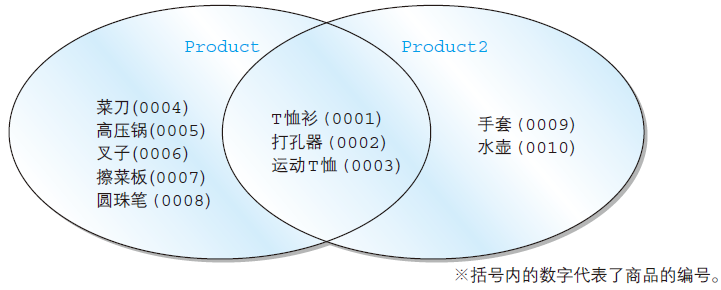 Product
Product2
菜刀(0004)
高压锅(0005)
叉子(0006)
擦菜板(0007)
圆珠笔(0008)
T恤衫(0001)
打孔器(0002)
运动T恤(0003)
手套(0009)
水壶(0010)
※括号内的数字代表了商品的编号。